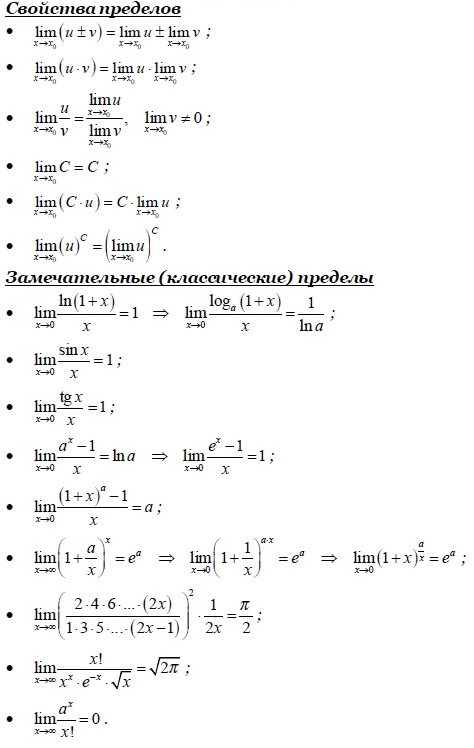 Свойства пределов
• lim_{x→x₀}(u ± v) = lim_{x→x₀} u ± lim_{x→x₀} v ;
• lim_{x→x₀}(u · v) = lim_{x→x₀} u · lim_{x→x₀} v ;
• lim_{x→x₀} u/v = (lim_{x→x₀} u)/(lim_{x→x₀} v), lim_{x→x₀} v ≠ 0 ;
• lim_{x→x₀} C = C ;
• lim_{x→x₀}(C · u) = C · lim_{x→x₀} u ;
• lim_{x→x₀}(u)^C = (lim_{x→x₀} u)^C .
Замечательные (классические) пределы
• lim_{x→0} ln(1+x)/x = 1 ⇒ lim_{x→0} log_a(1+x)/x = 1/ln a ;
• lim_{x→0} sin x/x = 1 ;
• lim_{x→0} tg x/x = 1 ;
• lim_{x→0} (a^x − 1)/x = ln a ⇒ lim_{x→0} (e^x − 1)/x = 1 ;
• lim_{x→0} ((1+x)^a − 1)/x = a ;
• lim_{x→∞} (1 + a/x)^x = e^a ⇒ lim_{x→0} (1 + 1/x)^{a·x} = e^a ⇒ lim_{x→0} (1+x)^{a/x} = e^a ;
• lim_{x→∞} ((2·4·6·...·(2x))/(1·3·5·...·(2x−1)))^2 · 1/(2x) = π/2 ;
• lim_{x→∞} x!/(x^x · e^{−x} · √x) = √(2π) ;
• lim_{x→∞} a^x/x! = 0 .